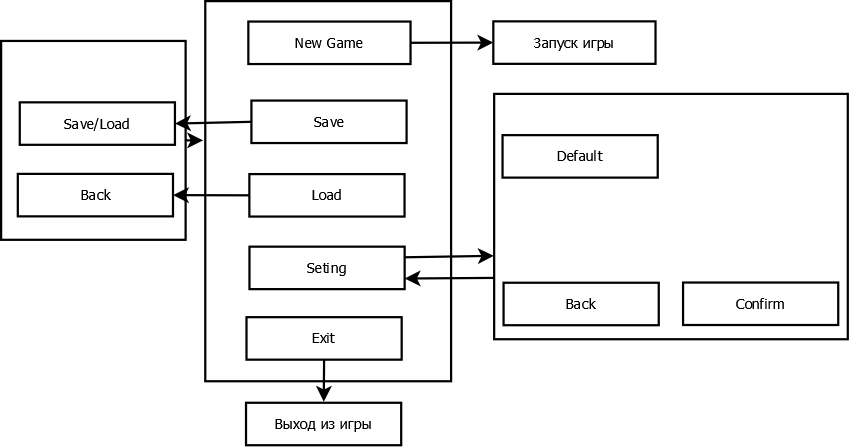 New Game
Запуск игры
Save/Load
Save
Default
Back
Load
Seting
Back
Confirm
Exit
Выход из игры